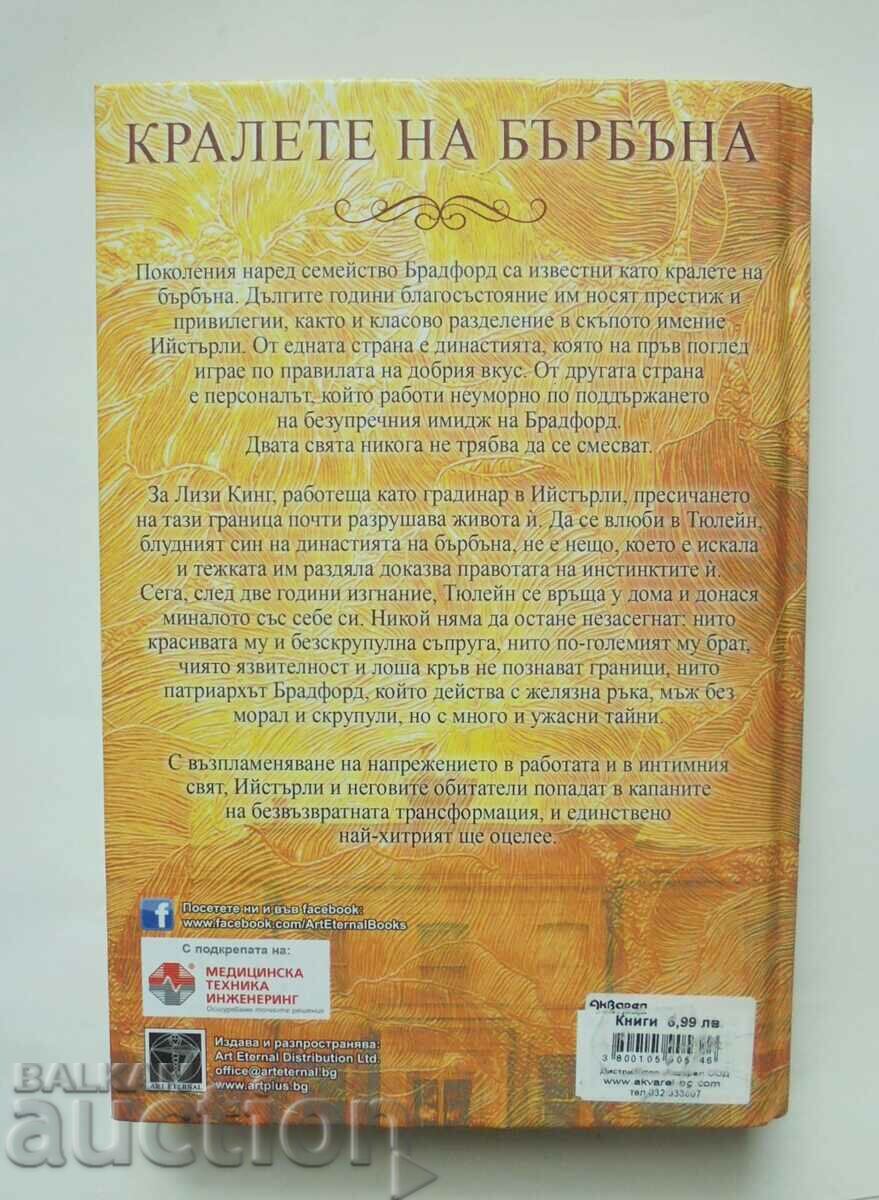 КРАЛЕТЕ НА БЪРБЪНА
Поколения наред семейство Брадфорд са известни като кралете на
бърбъна. Дългите години благосъстояние им носят престиж и
привилегии, както и класово разделение в скъпото имение
Ийстърли. От едната страна е династията, която на пръв поглед
играе по правилата на добрия вкус. От другата страна
е персоналът, който работи неуморно по поддържането
на безупречния имидж на Брадфорд.
Двата свята никога не трябва да се смесват.
За Лизи Кинг, работеща като градинар в Ийстърли, пресичането
на тази граница почти разрушава живота ѝ. Да се влюби в Тюлейн,
блудният син на династията на бърбъна, не е нещо, което е искала
и тежката им раздяла доказва правотата на инстинктите ѝ.
Сега, след две години изгнание, Тюлейн се връща у дома и донася
миналото със себе си. Никой няма да остане незасегнат: нито
красивата му и безскрупулна съпруга, нито по-големият му брат,
чиято язвителност и лоша кръв не познават граници, нито
патриархът Брадфорд, който действа с желязна ръка, мъж без
морал и скрупули, но с много и ужасни тайни.
С възпламеняване на напрежението в работата и в интимния
свят, Ийстърли и неговите обитатели попадат в капаните
на безвъзвратната трансформация, и единствено
най-хитрият ще оцелее.
Посетете ни и във facebook:
www.facebook.com/ArtEternalBooks
С подкрепата на:
МЕДИЦИНСКА
ТЕХНИКА
ИНЖЕНЕРИНГ
Осигуряваме точните решения
Издава и разпространява:
Art Eternal Distribution Ltd.
office@arteternal.bg
www.artplus.bg
ART ETERNAL
Акварел
Книги 6,99 лв
www.akvarel-bg.com
BALKAN
auction